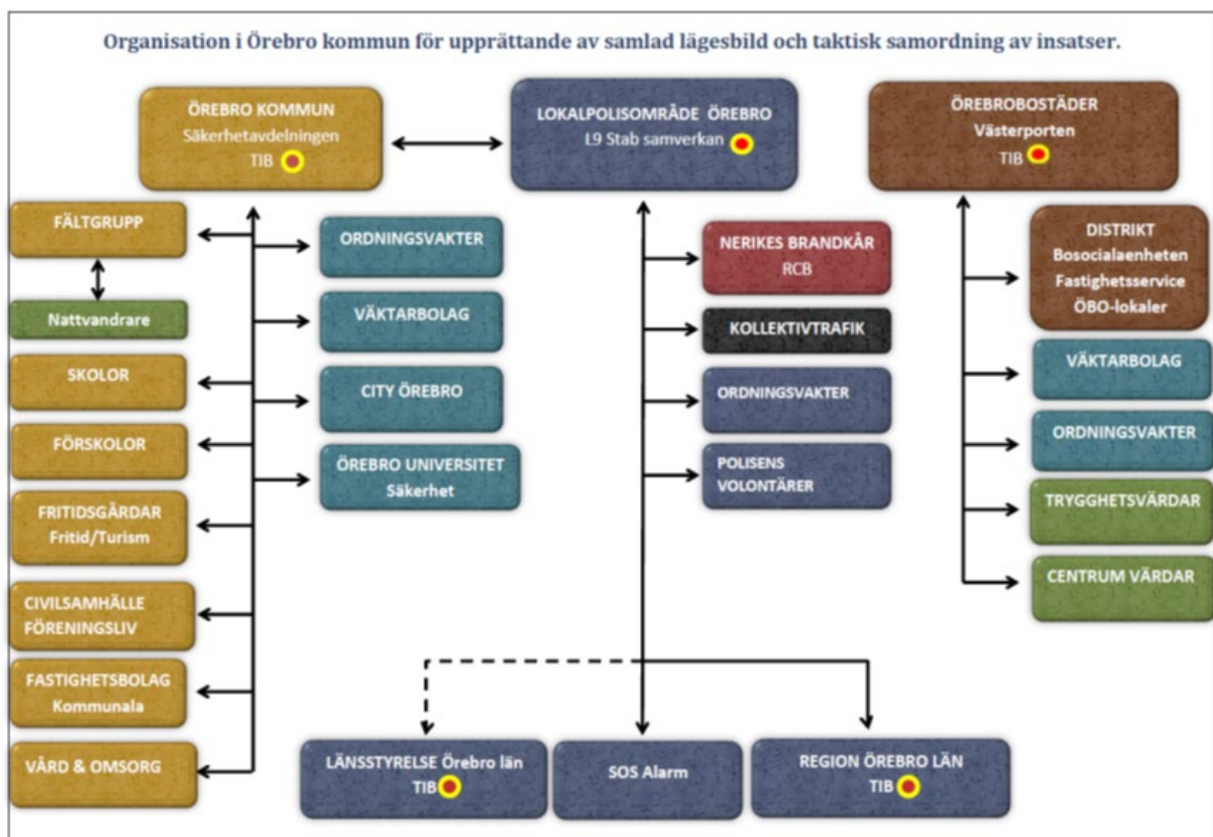 Organisation i Örebro kommun för upprättande av samlad lägesbild och taktisk samordning av insatser.
ÖREBRO KOMMUN
Säkerhetavdelningen
TIB
LOKALPOLISOMRÅDE ÖREBRO
L9 Stab samverkan
ÖREBROBOSTÄDER
Västerporten
TIB
FÄLTGRUPP
Nattvandrare
SKOLOR
FÖRSKOLOR
FRITIDSGÅRDAR
Fritid/Turism
CIVILSAMHÄLLE
FÖRENINGSLIV
FASTIGHETSBOLAG
Kommunala
VÅRD & OMSORG
ORDNINGSVAKTER
VÄKTARBOLAG
CITY ÖREBRO
ÖREBRO UNIVERSITET
Säkerhet
NERIKES BRANDKÅR
RCB
KOLLEKTIVTRAFIK
ORDNINGSVAKTER
POLISENS
VOLONTÄRER
DISTRIKT
Bosocialaenheten
Fastighetsservice
ÖBO-lokaler
VÄKTARBOLAG
ORDNINGSVAKTER
TRYGGHETSVÄRDAR
CENTRUM VÄRDAR
LÄNSSTYRELSE Örebro län
TIB
SOS Alarm
REGION ÖREBRO LÄN
TIB